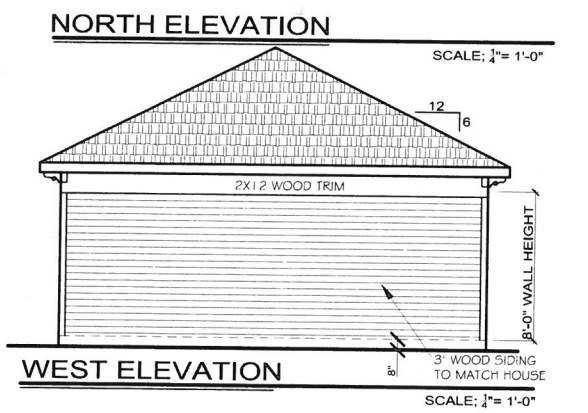 NORTH ELEVATION
SCALE; 1/4"= 1'-0"
12
6
2X12 WOOD TRIM
8'-0" WALL HEIGHT
8"
3" WOOD SIDING
TO MATCH HOUSE
WEST ELEVATION
SCALE; 1/4"= 1'-0"